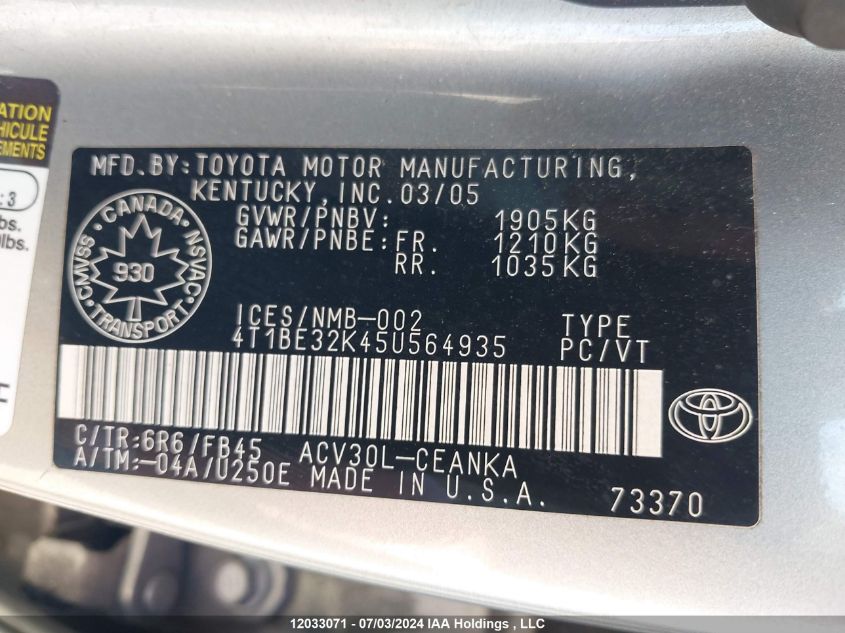 ATION
HICULE
EMENTS
: 3
bs.
lbs.
MFD.BY:TOYOTA MOTOR MANUFACTURING,
KENTUCKY,INC.03/05
GVWR/PNBV: 1905KG
GAWR/PNBE:FR. 1210KG
RR. 1035KG
CANADA
CMVSS 930 NSVAC
TRANSPORT
ICES/NMB-002 TYPE
4T1BE32K45U564935 PC/VT
C/TR:6R6/FB45 ACV30L-CEANKA
A/TM:-04A/U250E MADE IN U.S.A. 73370
12033071 - 07/03/2024 IAA Holdings , LLC